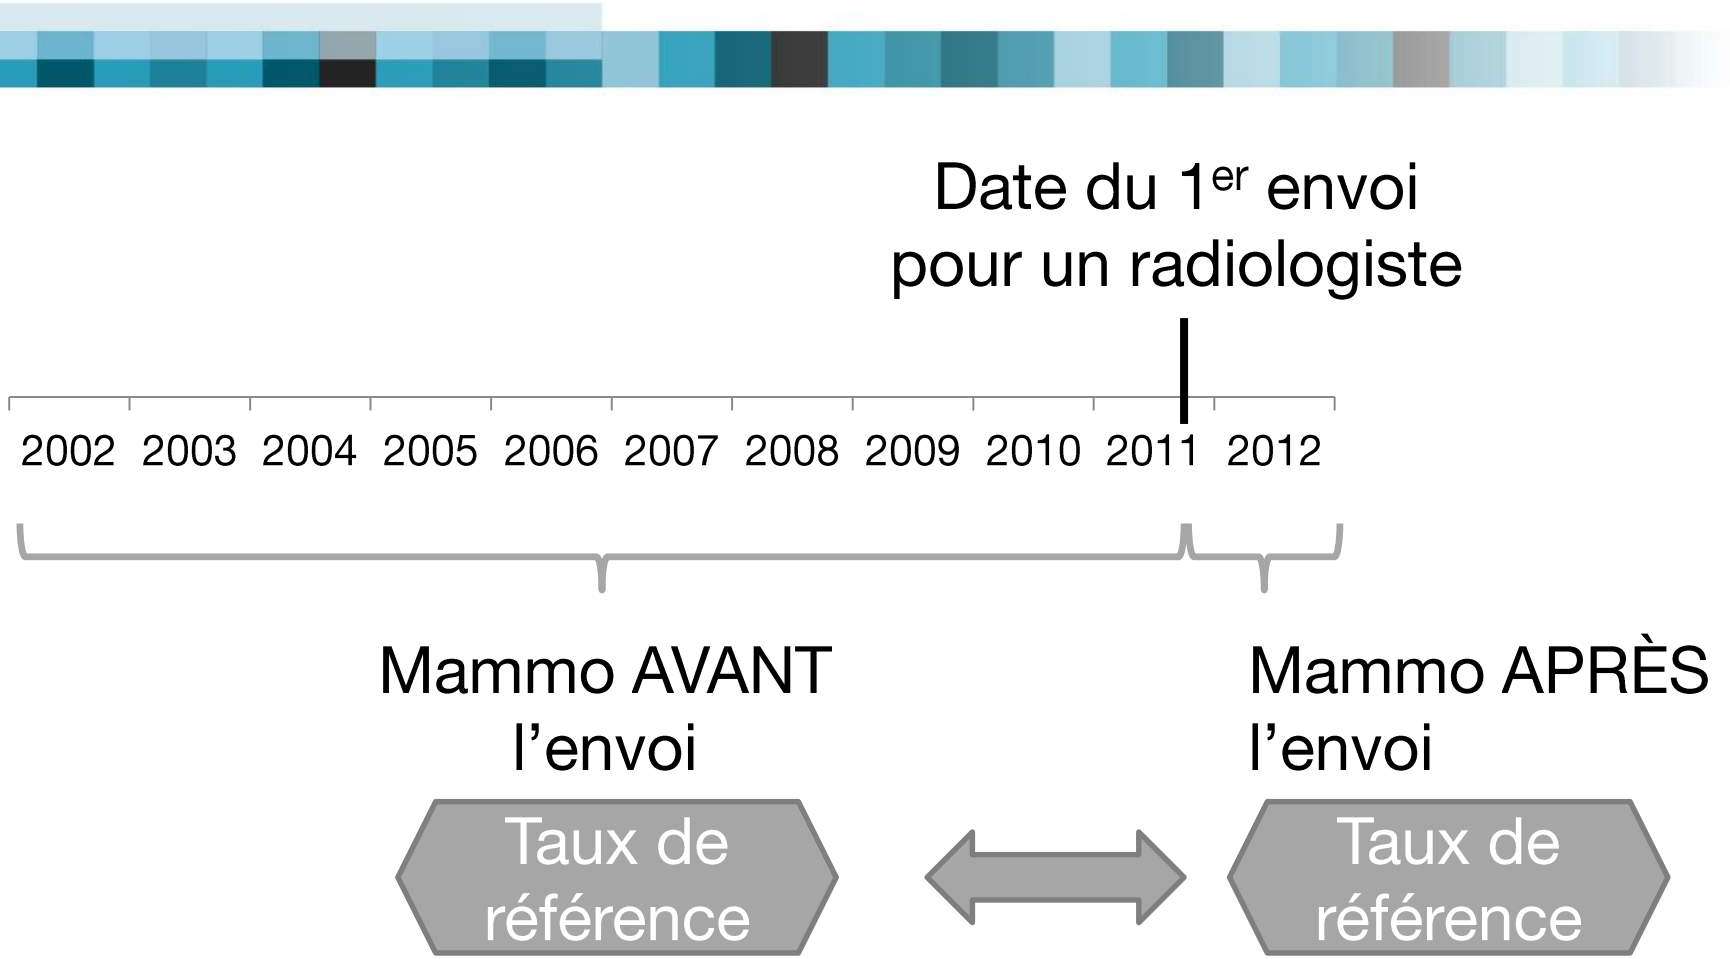 Date du 1er envoi
pour un radiologiste
2002 2003 2004 2005 2006 2007 2008 2009 2010 2011 2012
Mammo AVANT
l’envoi
Mammo APRÈS
l’envoi
Taux de
référence
Taux de
référence